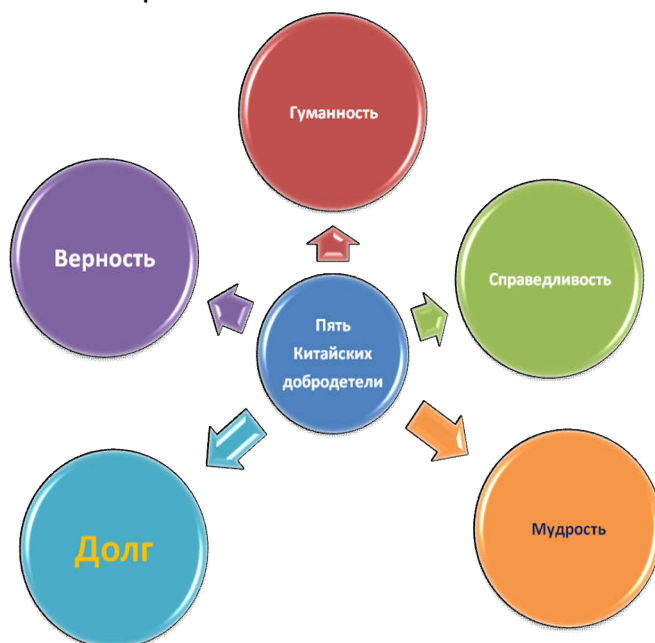 Гуманность
Верность
Справедливость
Пять
Китайских
добродетели
Долг
Мудрость